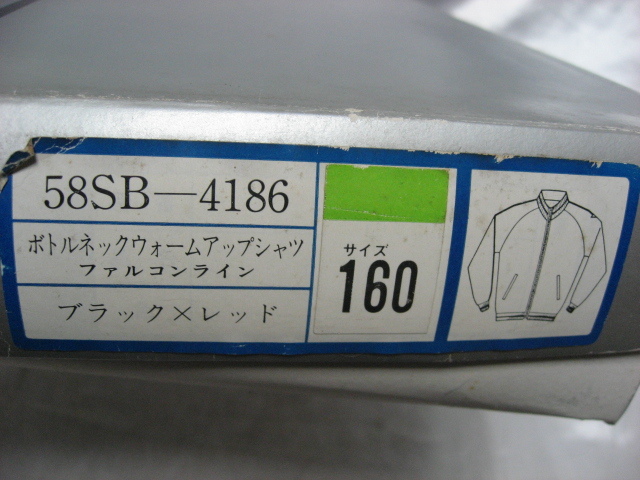 58SB—4186
ボトルネックウォームアップシャツ
ファルコンライン
ブラック×レッド
サイズ
160